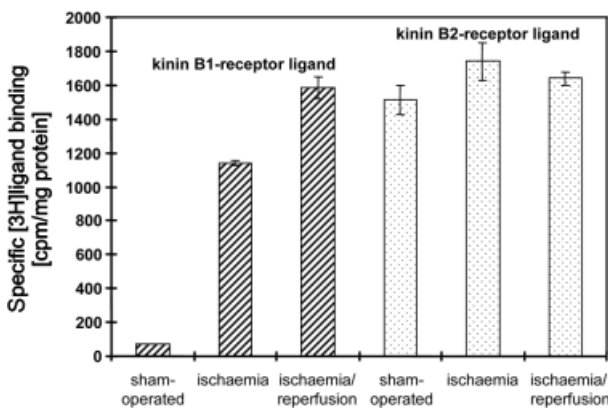 Specific [3H]ligand binding
[cpm/mg protein]
2000
1800
1600
1400
1200
1000
800
600
400
200
0
kinin B1-receptor ligand
kinin B2-receptor ligand
sham-
operated
ischaemia
ischaemia/
reperfusion
sham-
operated
ischaemia
ischaemia/
reperfusion